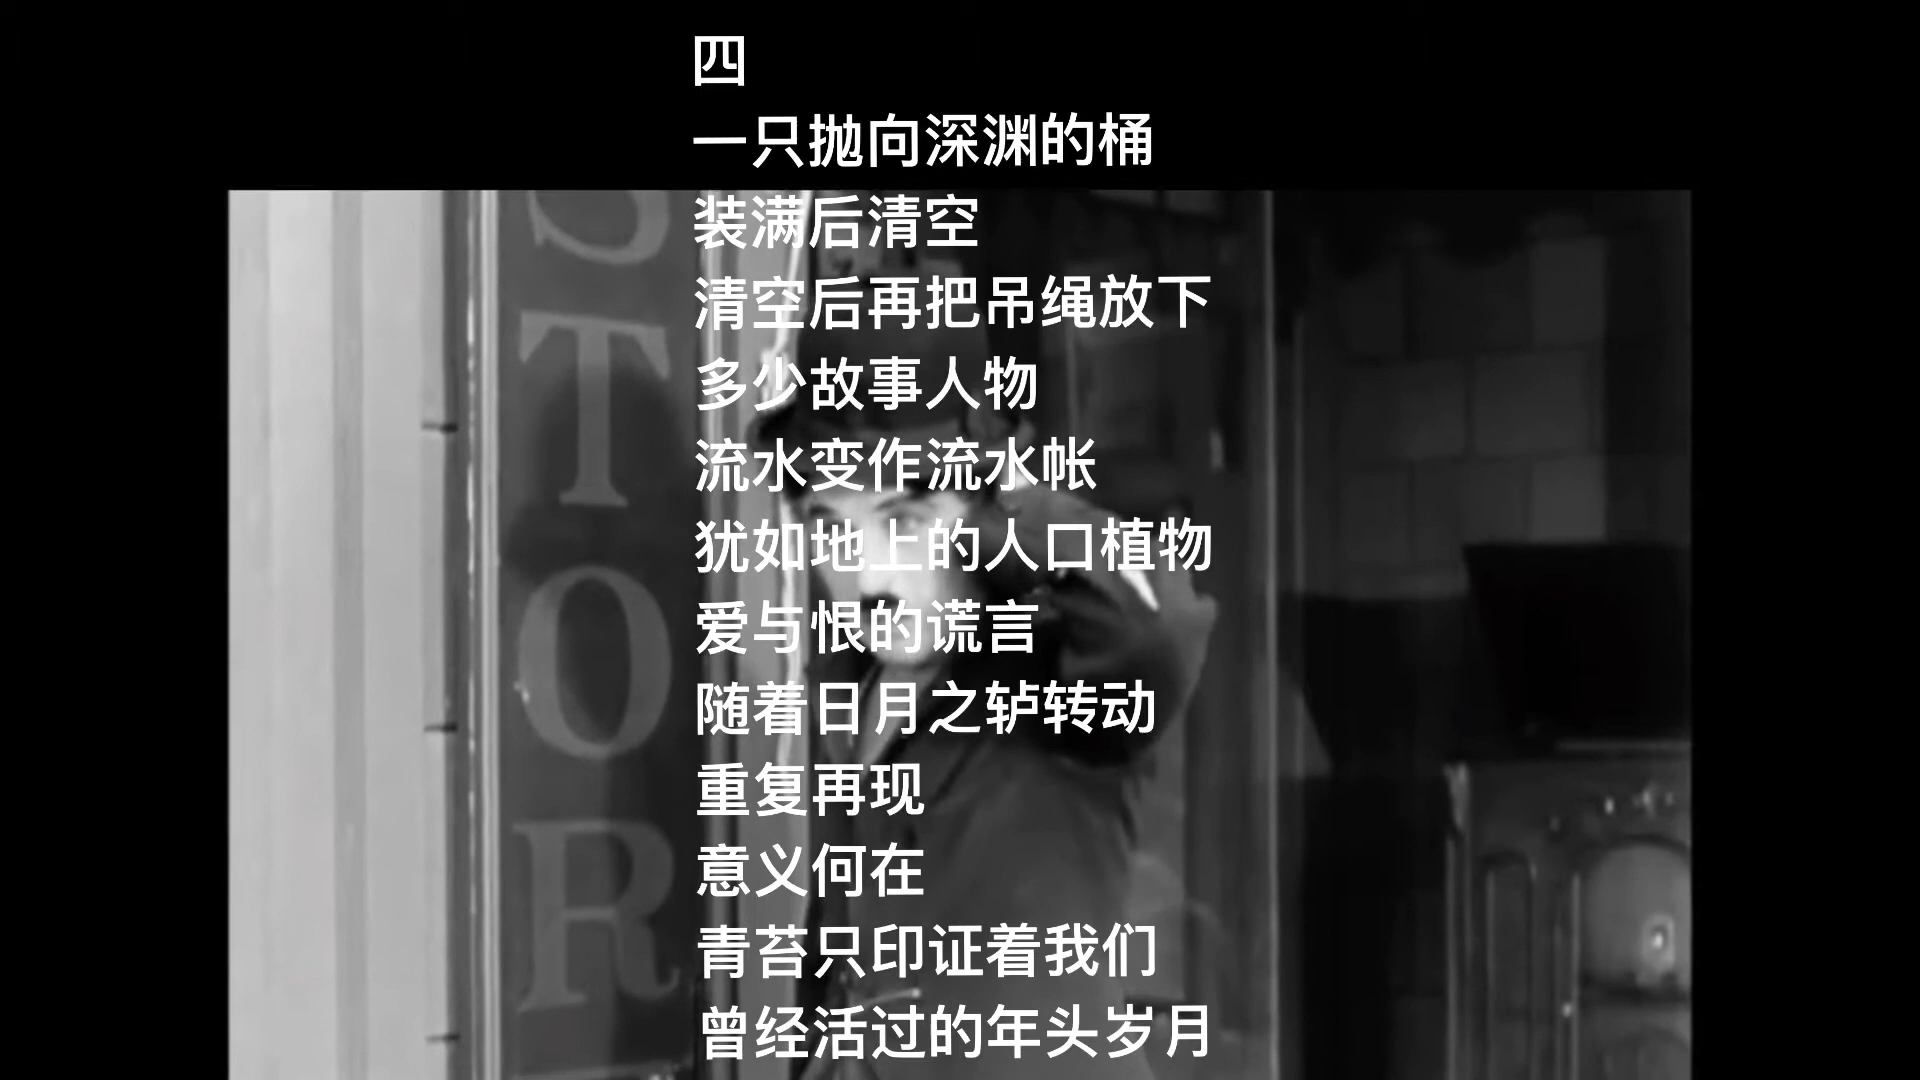 四
一只抛向深渊的桶
装满后清空
清空后再把吊绳放下
多少故事人物
流水变作流水帐
犹如地上的人口植物
爱与恨的谎言
随着日月之轳转动
重复再现
意义何在
青苔只印证着我们
曾经活过的年头岁月
STOR